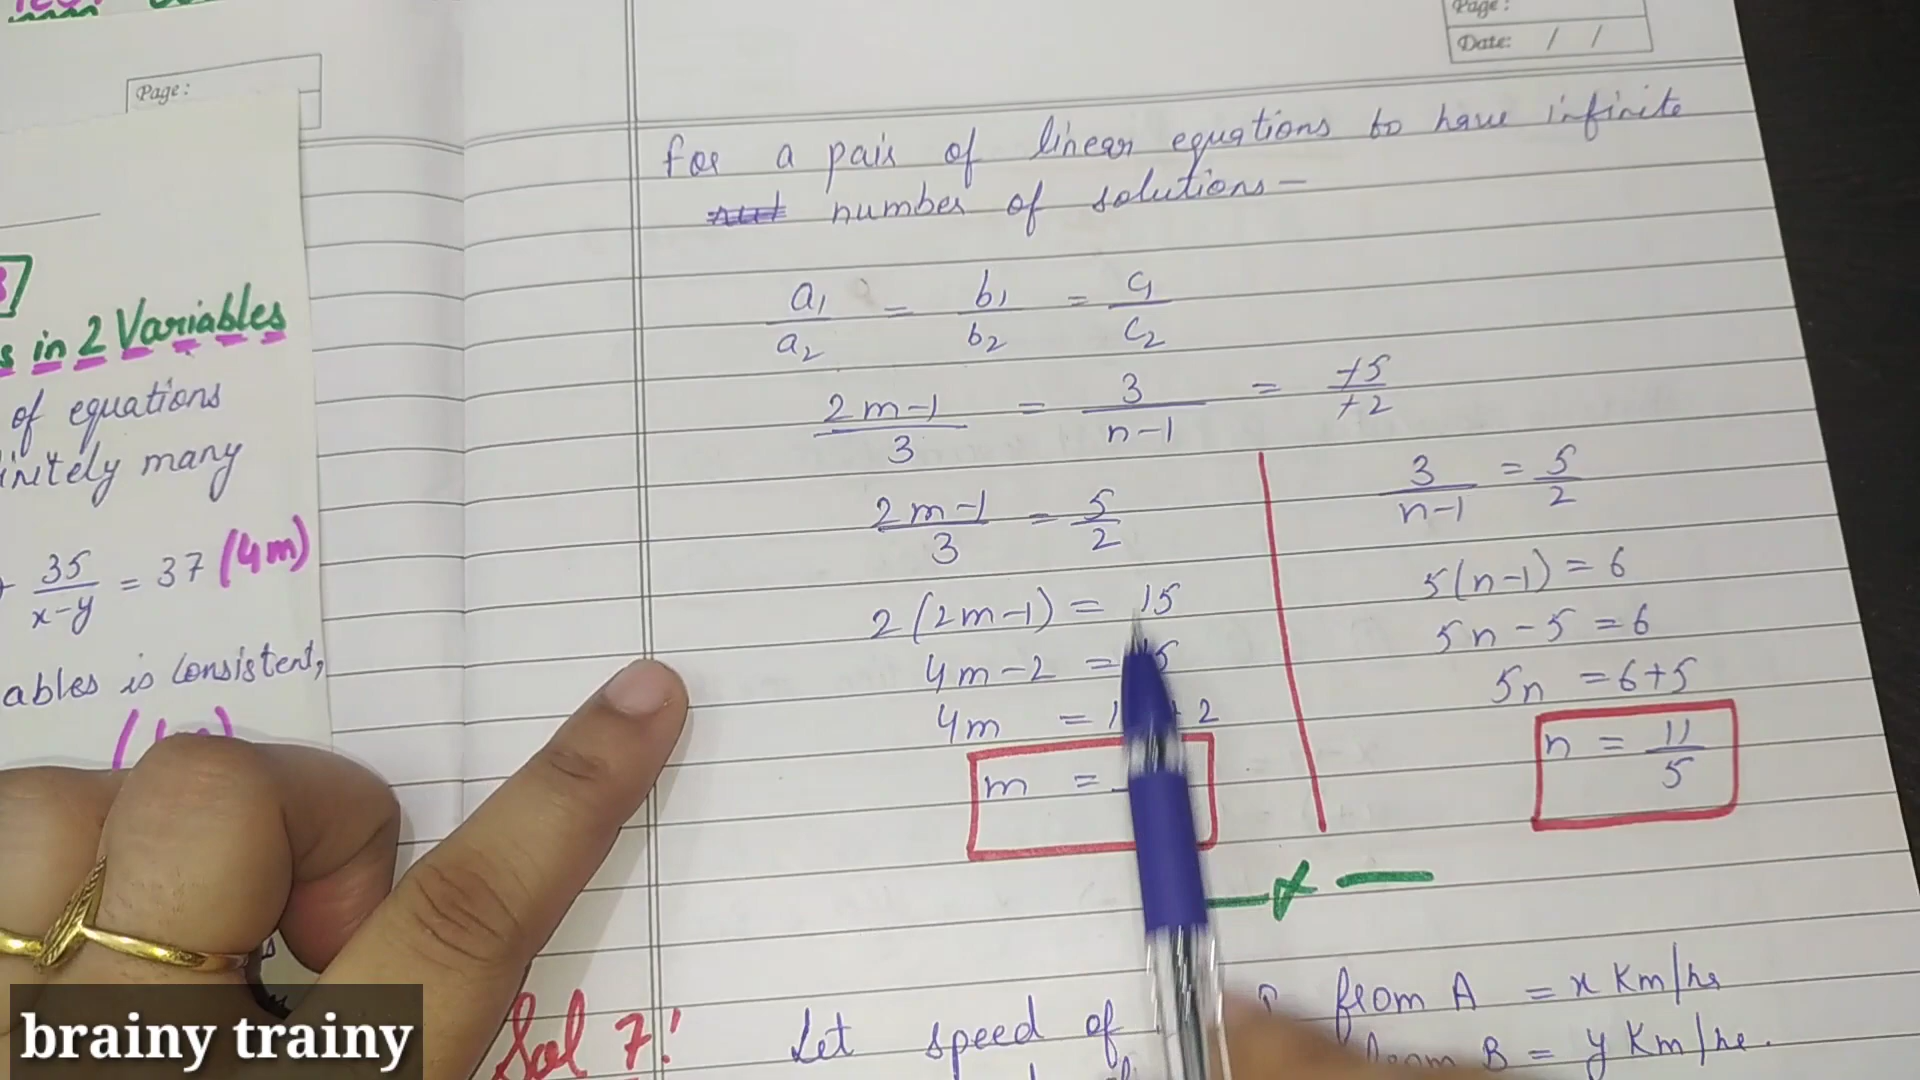 Page:
Date: / /
Page:
for a pair of linear equations to have infinite
number of solutions-
a1/a2 = b1/b2 = c1/c2
2m-1/3 = 3/n-1 = +5/+2
2m-1/3 = 5/2
2(2m-1) = 15
4m-2 =
4m =
m =
3/n-1 = 5/2
5(n-1) = 6
5n - 5 = 6
5n = 6+5
n = 11/5
in 2 Variables
of equations
many
35/x-y = 37 (4m)
is consistent,
Sol 7:
Let speed of
from A = x Km/hr
B = y Km/hr.
brainy trainy